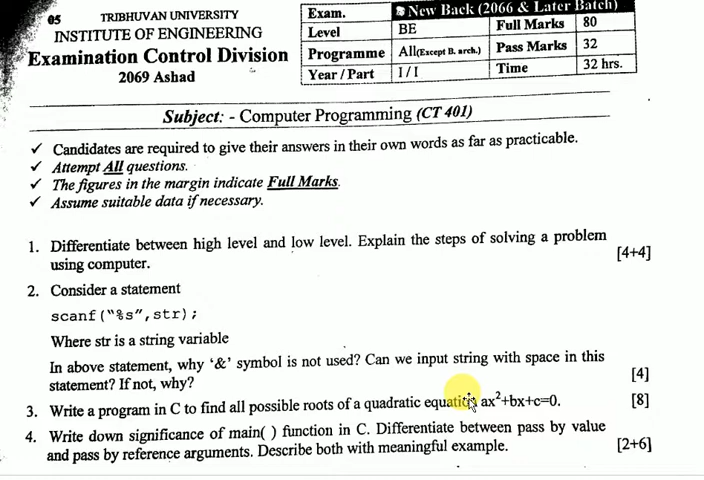 05
TRIBHUVAN UNIVERSITY
INSTITUTE OF ENGINEERING
Examination Control Division
2069 Ashad
Exam. New Back (2066 & Later Batch)
Level BE Full Marks 80
Programme All(Except B. arch.) Pass Marks 32
Year / Part I / I Time 32 hrs.
Subject: - Computer Programming (CT 401)
✓ Candidates are required to give their answers in their own words as far as practicable.
✓ Attempt All questions.
✓ The figures in the margin indicate Full Marks.
✓ Assume suitable data if necessary.
1. Differentiate between high level and low level. Explain the steps of solving a problem
using computer. [4+4]
2. Consider a statement
scanf("%s",str);
Where str is a string variable
In above statement, why ‘&’ symbol is not used? Can we input string with space in this
statement? If not, why? [4]
3. Write a program in C to find all possible roots of a quadratic equation ax²+bx+c=0. [8]
4. Write down significance of main( ) function in C. Differentiate between pass by value
and pass by reference arguments. Describe both with meaningful example. [2+6]